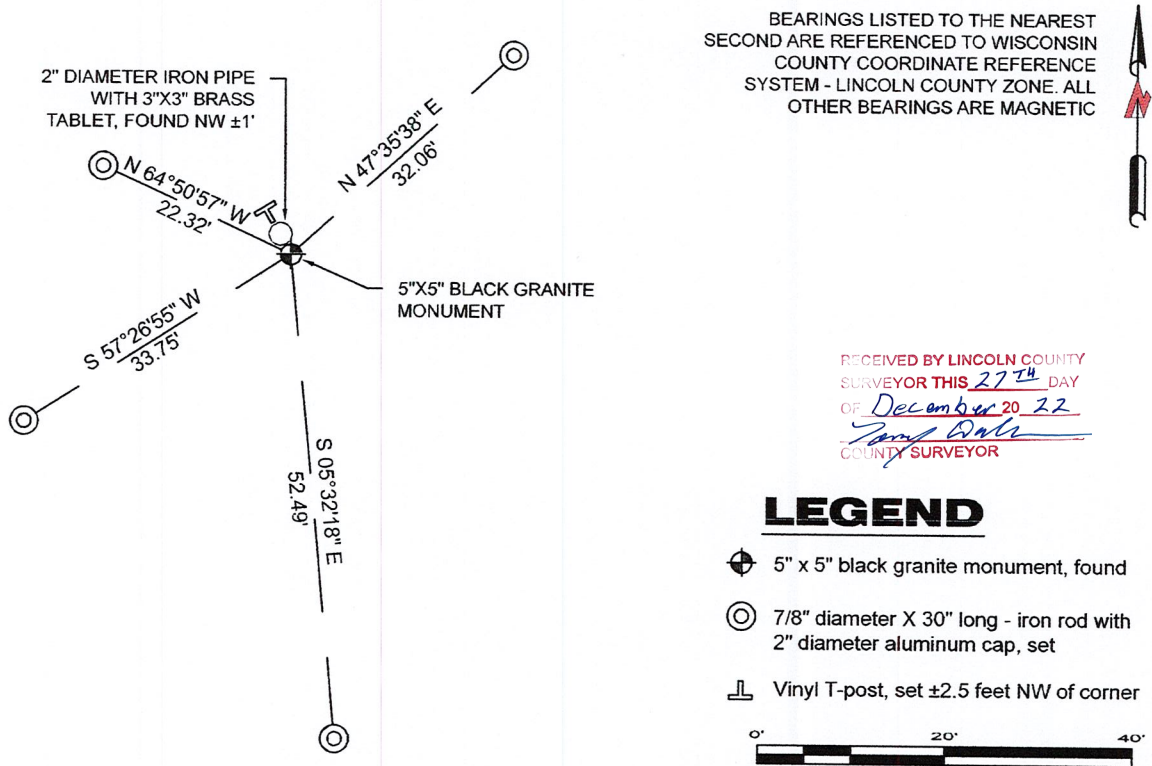 BEARINGS LISTED TO THE NEAREST
SECOND ARE REFERENCED TO WISCONSIN
COUNTY COORDINATE REFERENCE
SYSTEM - LINCOLN COUNTY ZONE. ALL
OTHER BEARINGS ARE MAGNETIC
N
2" DIAMETER IRON PIPE
WITH 3"X3" BRASS
TABLET, FOUND NW ±1'
N 47°35'38" E
32.06'
N 64°50'57" W
22.32'
5"X5" BLACK GRANITE
MONUMENT
S 57°26'55" W
33.75'
S 05°32'18" E
52.49'
RECEIVED BY LINCOLN COUNTY
SURVEYOR THIS 27TH DAY
OF December 20 22
COUNTY SURVEYOR
LEGEND
5" x 5" black granite monument, found
7/8" diameter X 30" long - iron rod with
2" diameter aluminum cap, set
Vinyl T-post, set ±2.5 feet NW of corner
0' 20' 40'